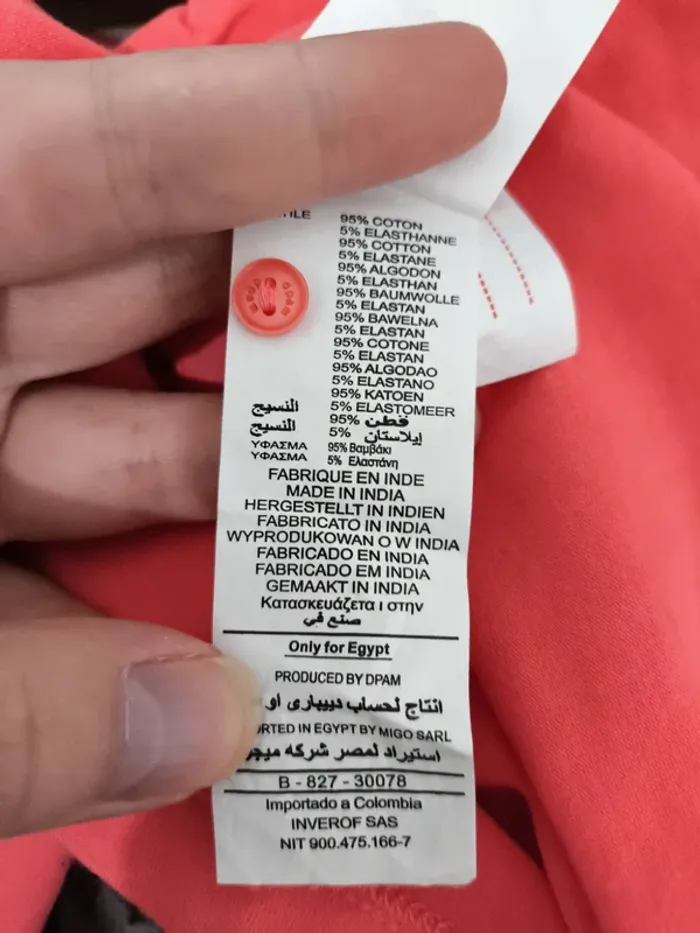 95% COTON
5% ELASTHANNE
95% COTTON
5% ELASTANE
95% ALGODON
5% ELASTHAN
95% BAUMWOLLE
5% ELASTAN
95% BAWELNA
5% ELASTAN
95% COTONE
5% ELASTAN
95% ALGODAO
5% ELASTANO
95% KATOEN
5% ELASTOMEER
النسيج 95% قطن
النسيج 5% إيلاستان
ΥΦΑΣΜΑ 95% Βαμβάκι
ΥΦΑΣΜΑ 5% Ελαστάνη
FABRIQUE EN INDE
MADE IN INDIA
HERGESTELLT IN INDIEN
FABBRICATO IN INDIA
WYPRODUKOWAN O W INDIA
FABRICADO EN INDIA
FABRICADO EM INDIA
GEMAAKT IN INDIA
Κατασκευάζετα ι στην
صنع في
Only for Egypt
PRODUCED BY DPAM
انتاج لحساب ديبارى او
IN EGYPT BY MIGO SARL
استيراد لمصر شركه
B - 827 - 30078
Importado a Colombia
INVEROF SAS
NIT 900.475.166-7